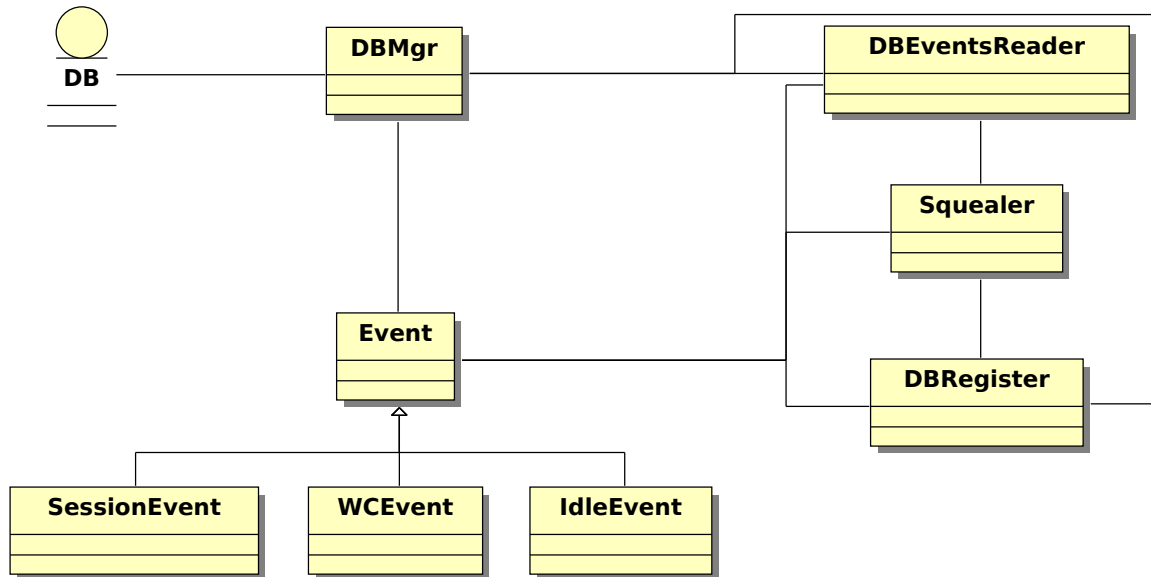 DB
DBMgr
DBEventsReader
Squealer
Event
DBRegister
SessionEvent
WCEvent
IdleEvent